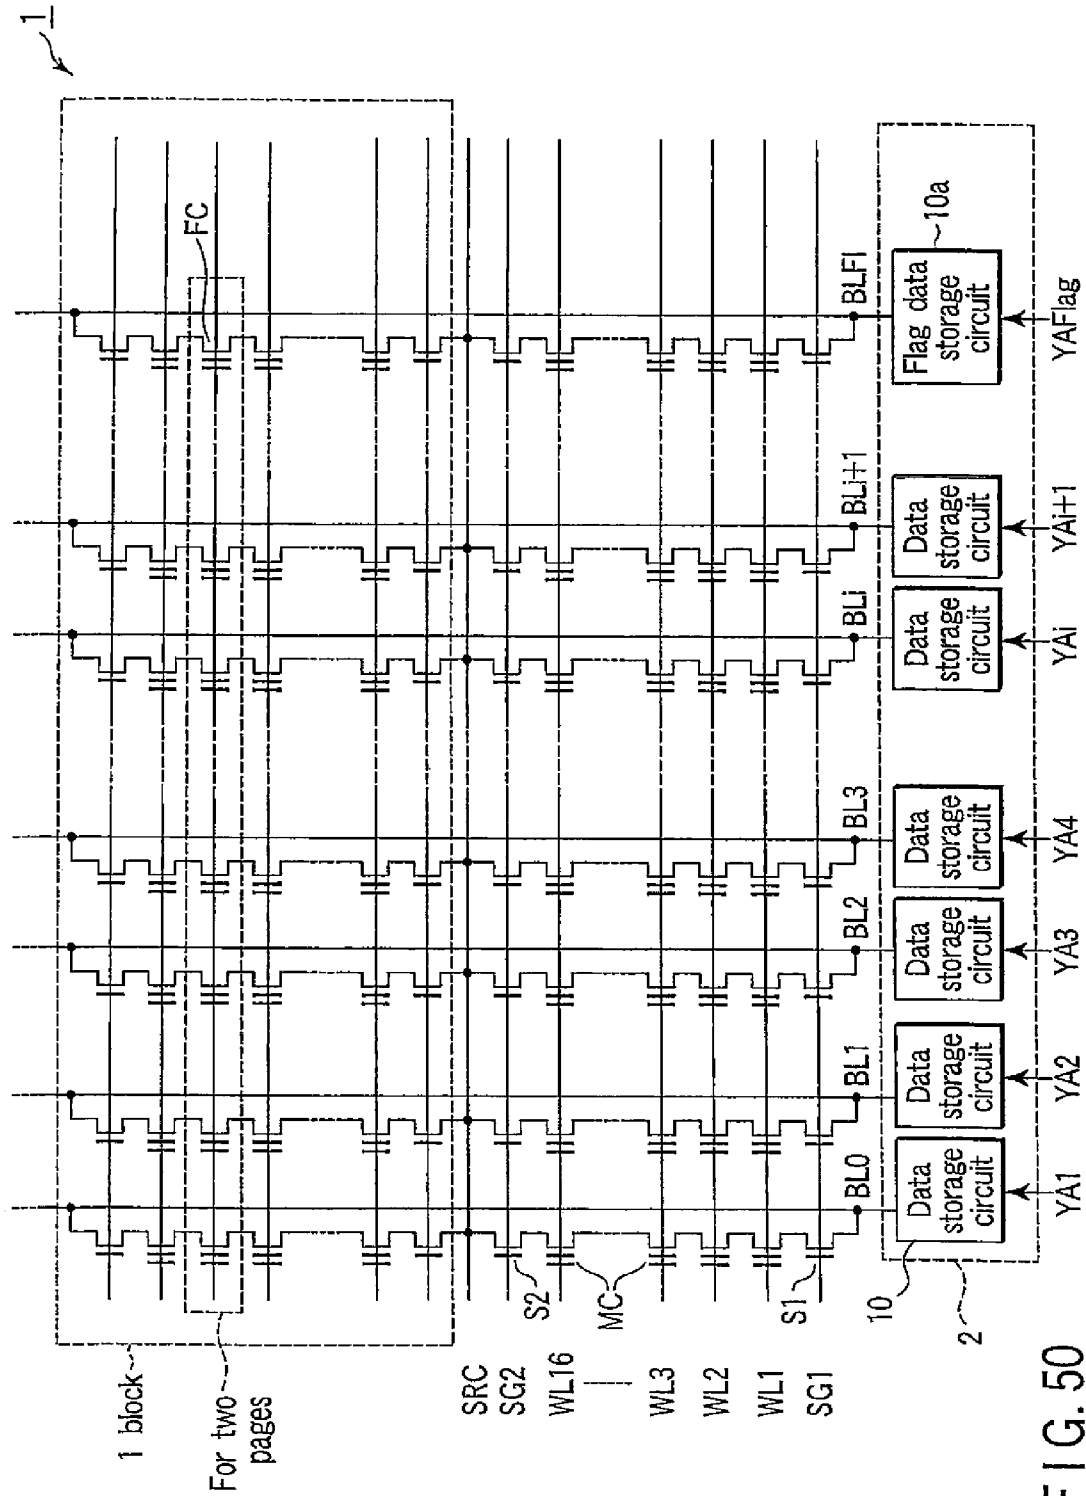 1
1 block
For two
pages
FC
SRC
SG2
WL16
WL3
WL2
WL1
SG1
S2
MC
S1
BL0
BL1
BL2
BL3
BLi
BLi+1
BLFl
10
Data
storage
circuit
Data
storage
circuit
Data
storage
circuit
Data
storage
circuit
Data
storage
circuit
Data
storage
circuit
Flag data
storage
circuit
10a
2
YA1
YA2
YA3
YA4
YAi
YAi+1
YAFlag
FIG. 50